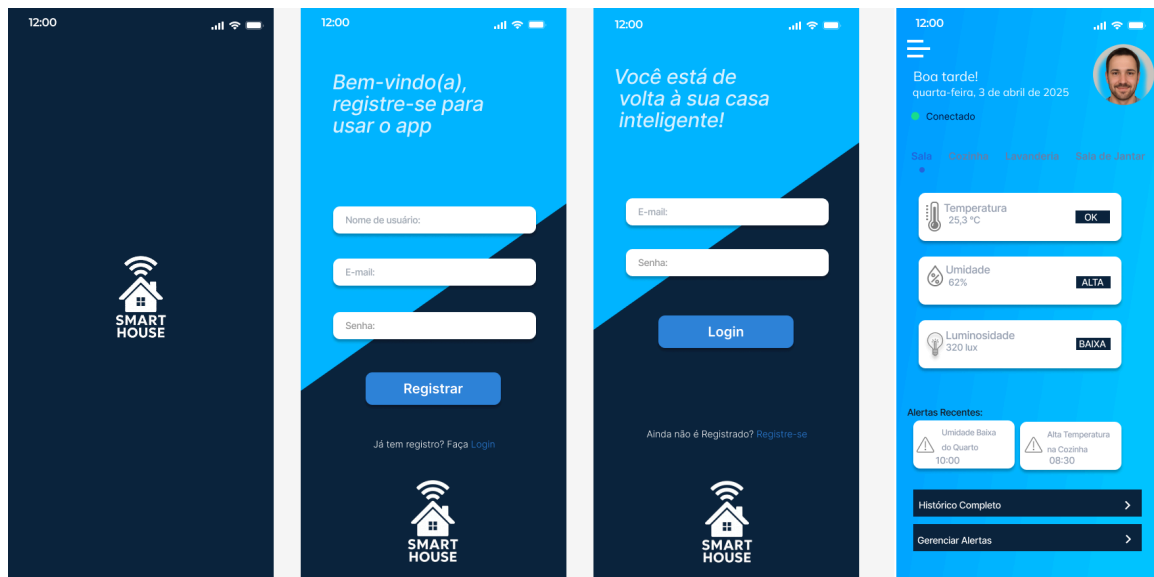 12:00
SMART
HOUSE
12:00
Bem-vindo(a),
registre-se para
usar o app
Nome de usuário:
E-mail:
Senha:
Registrar
Já tem registro? Faça Login
SMART
HOUSE
12:00
Você está de
volta à sua casa
inteligente!
E-mail:
Senha:
Login
Ainda não é Registrado? Registre-se
SMART
HOUSE
12:00
Boa tarde!
quarta-feira, 3 de abril de 2025
Conectado
Sala Cozinha Lavanderia Sala de Jantar
Temperatura
25,3 °C
OK
Umidade
62%
ALTA
Luminosidade
320 lux
BAIXA
Alertas Recentes:
Umidade Baixa
do Quarto
10:00
Alta Temperatura
na Cozinha
08:30
Histórico Completo
Gerenciar Alertas